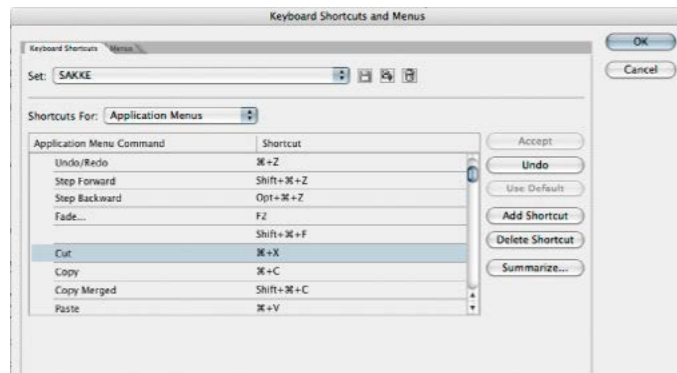 Keyboard Shortcuts and Menus
Keyboard Shortcuts Menus
OK
Set: SAKKE
Cancel
Shortcuts For: Application Menus
Application Menu Command Shortcut
Accept
Undo/Redo ⌘+Z
Undo
Step Forward Shift+⌘+Z
Use Default
Step Backward Opt+⌘+Z
Fade... F2
Add Shortcut
Shift+⌘+F
Delete Shortcut
Cut ⌘+X
Copy ⌘+C
Summarize...
Copy Merged Shift+⌘+C
Paste ⌘+V